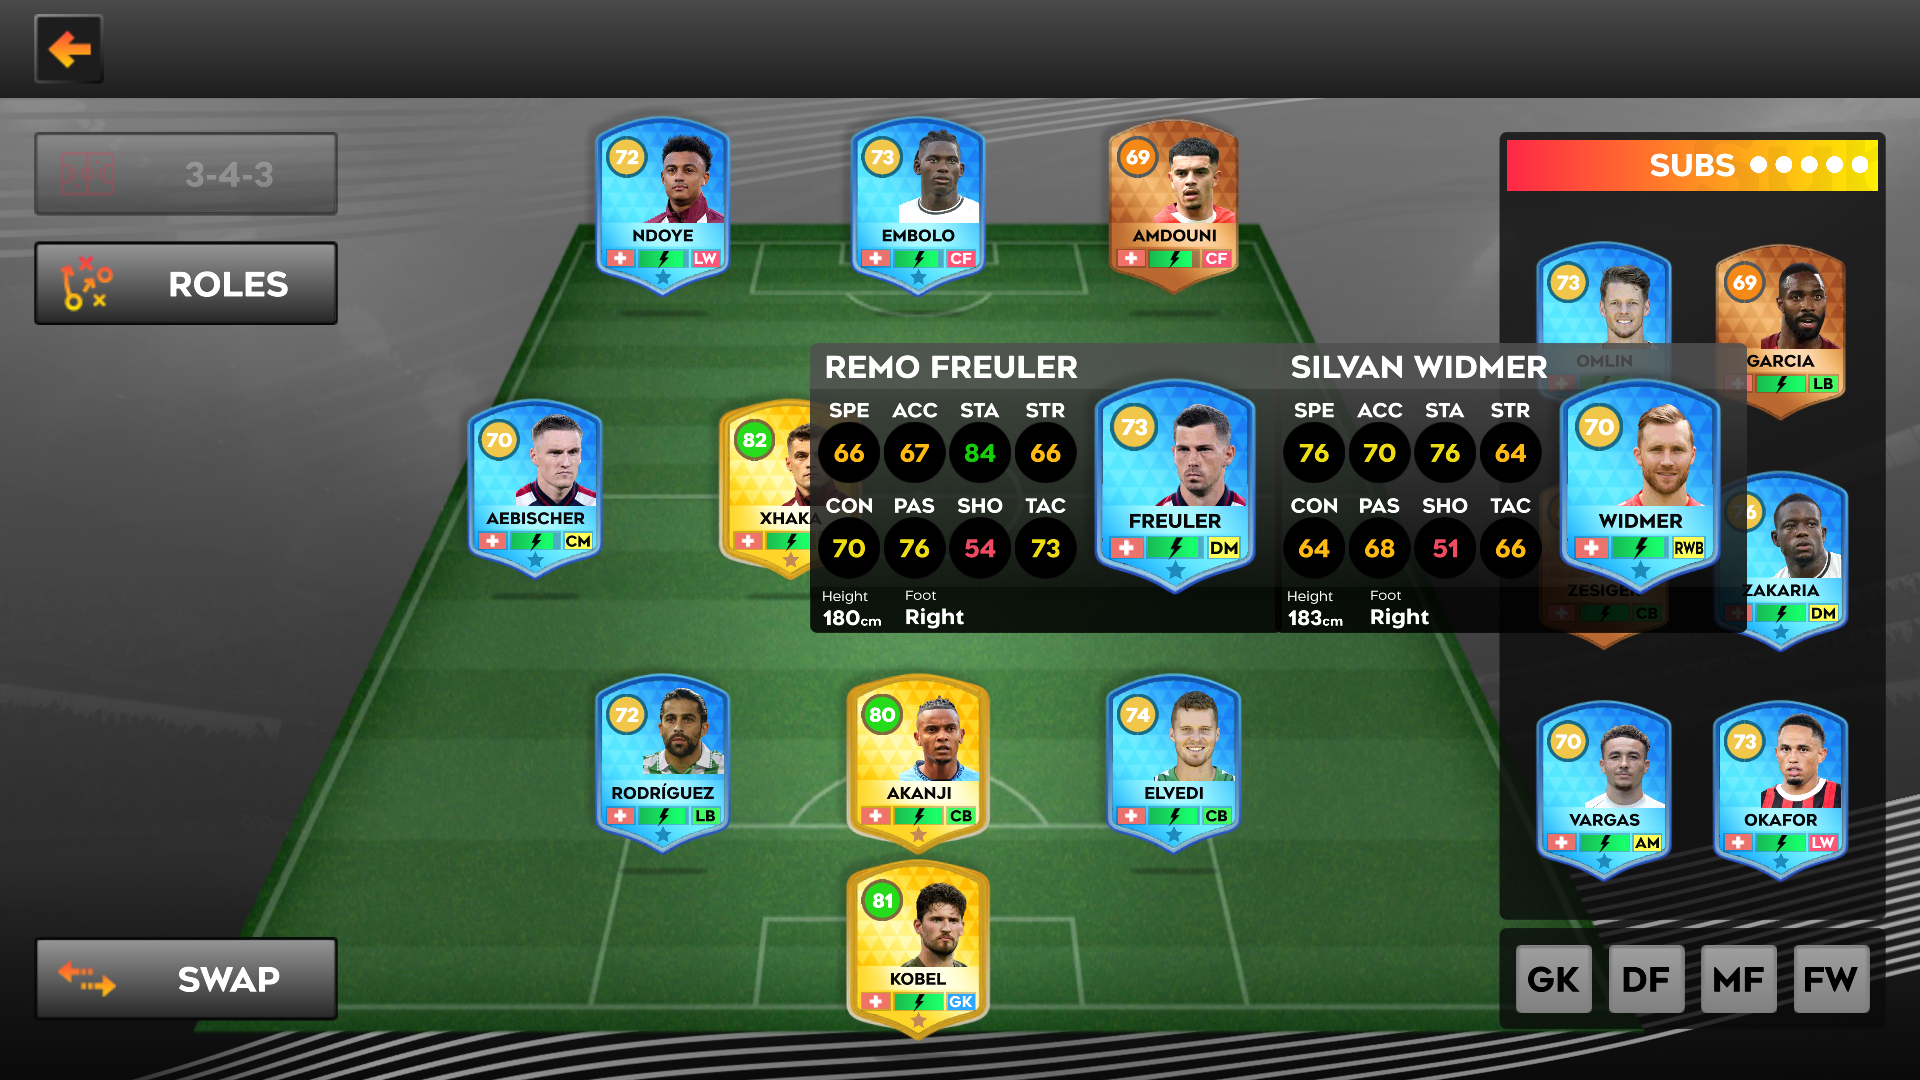 3-4-3
ROLES
SWAP
72
NDOYE
LW
73
EMBOLO
CF
69
AMDOUNI
CF
70
AEBISCHER
CM
82
XHAKA
REMO FREULER
SPE ACC STA STR
66 67 84 66
CON PAS SHO TAC
70 76 54 73
Height Foot
180cm Right
73
FREULER
DM
SILVAN WIDMER
SPE ACC STA STR
76 70 76 64
CON PAS SHO TAC
64 68 51 66
Height Foot
183cm Right
70
WIDMER
RWB
72
RODRÍGUEZ
LB
80
AKANJI
CB
74
ELVEDI
CB
81
KOBEL
GK
SUBS
73
OMLIN
69
GARCIA
LB
ZESIGER
CB
ZAKARIA
DM
70
VARGAS
AM
73
OKAFOR
LW
GK DF MF FW